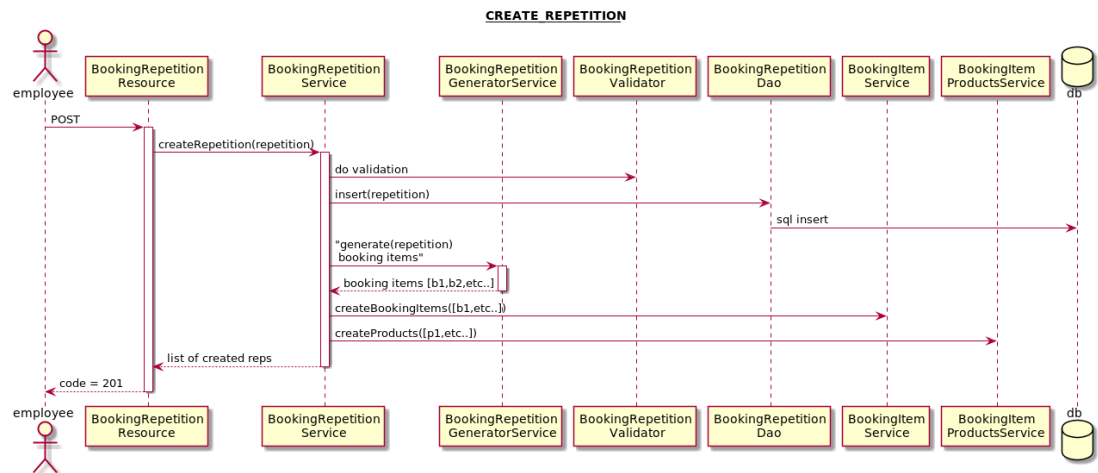 CREATE_REPETITION
employee
BookingRepetition
Resource
BookingRepetition
Service
BookingRepetition
GeneratorService
BookingRepetition
Validator
BookingRepetition
Dao
BookingItem
Service
BookingItem
ProductsService
db
POST
createRepetition(repetition)
do validation
insert(repetition)
sql insert
"generate(repetition)
booking items"
booking items [b1,b2,etc..]
createBookingItems([b1,etc..])
createProducts([p1,etc..])
list of created reps
code = 201
employee
BookingRepetition
Resource
BookingRepetition
Service
BookingRepetition
GeneratorService
BookingRepetition
Validator
BookingRepetition
Dao
BookingItem
Service
BookingItem
ProductsService
db